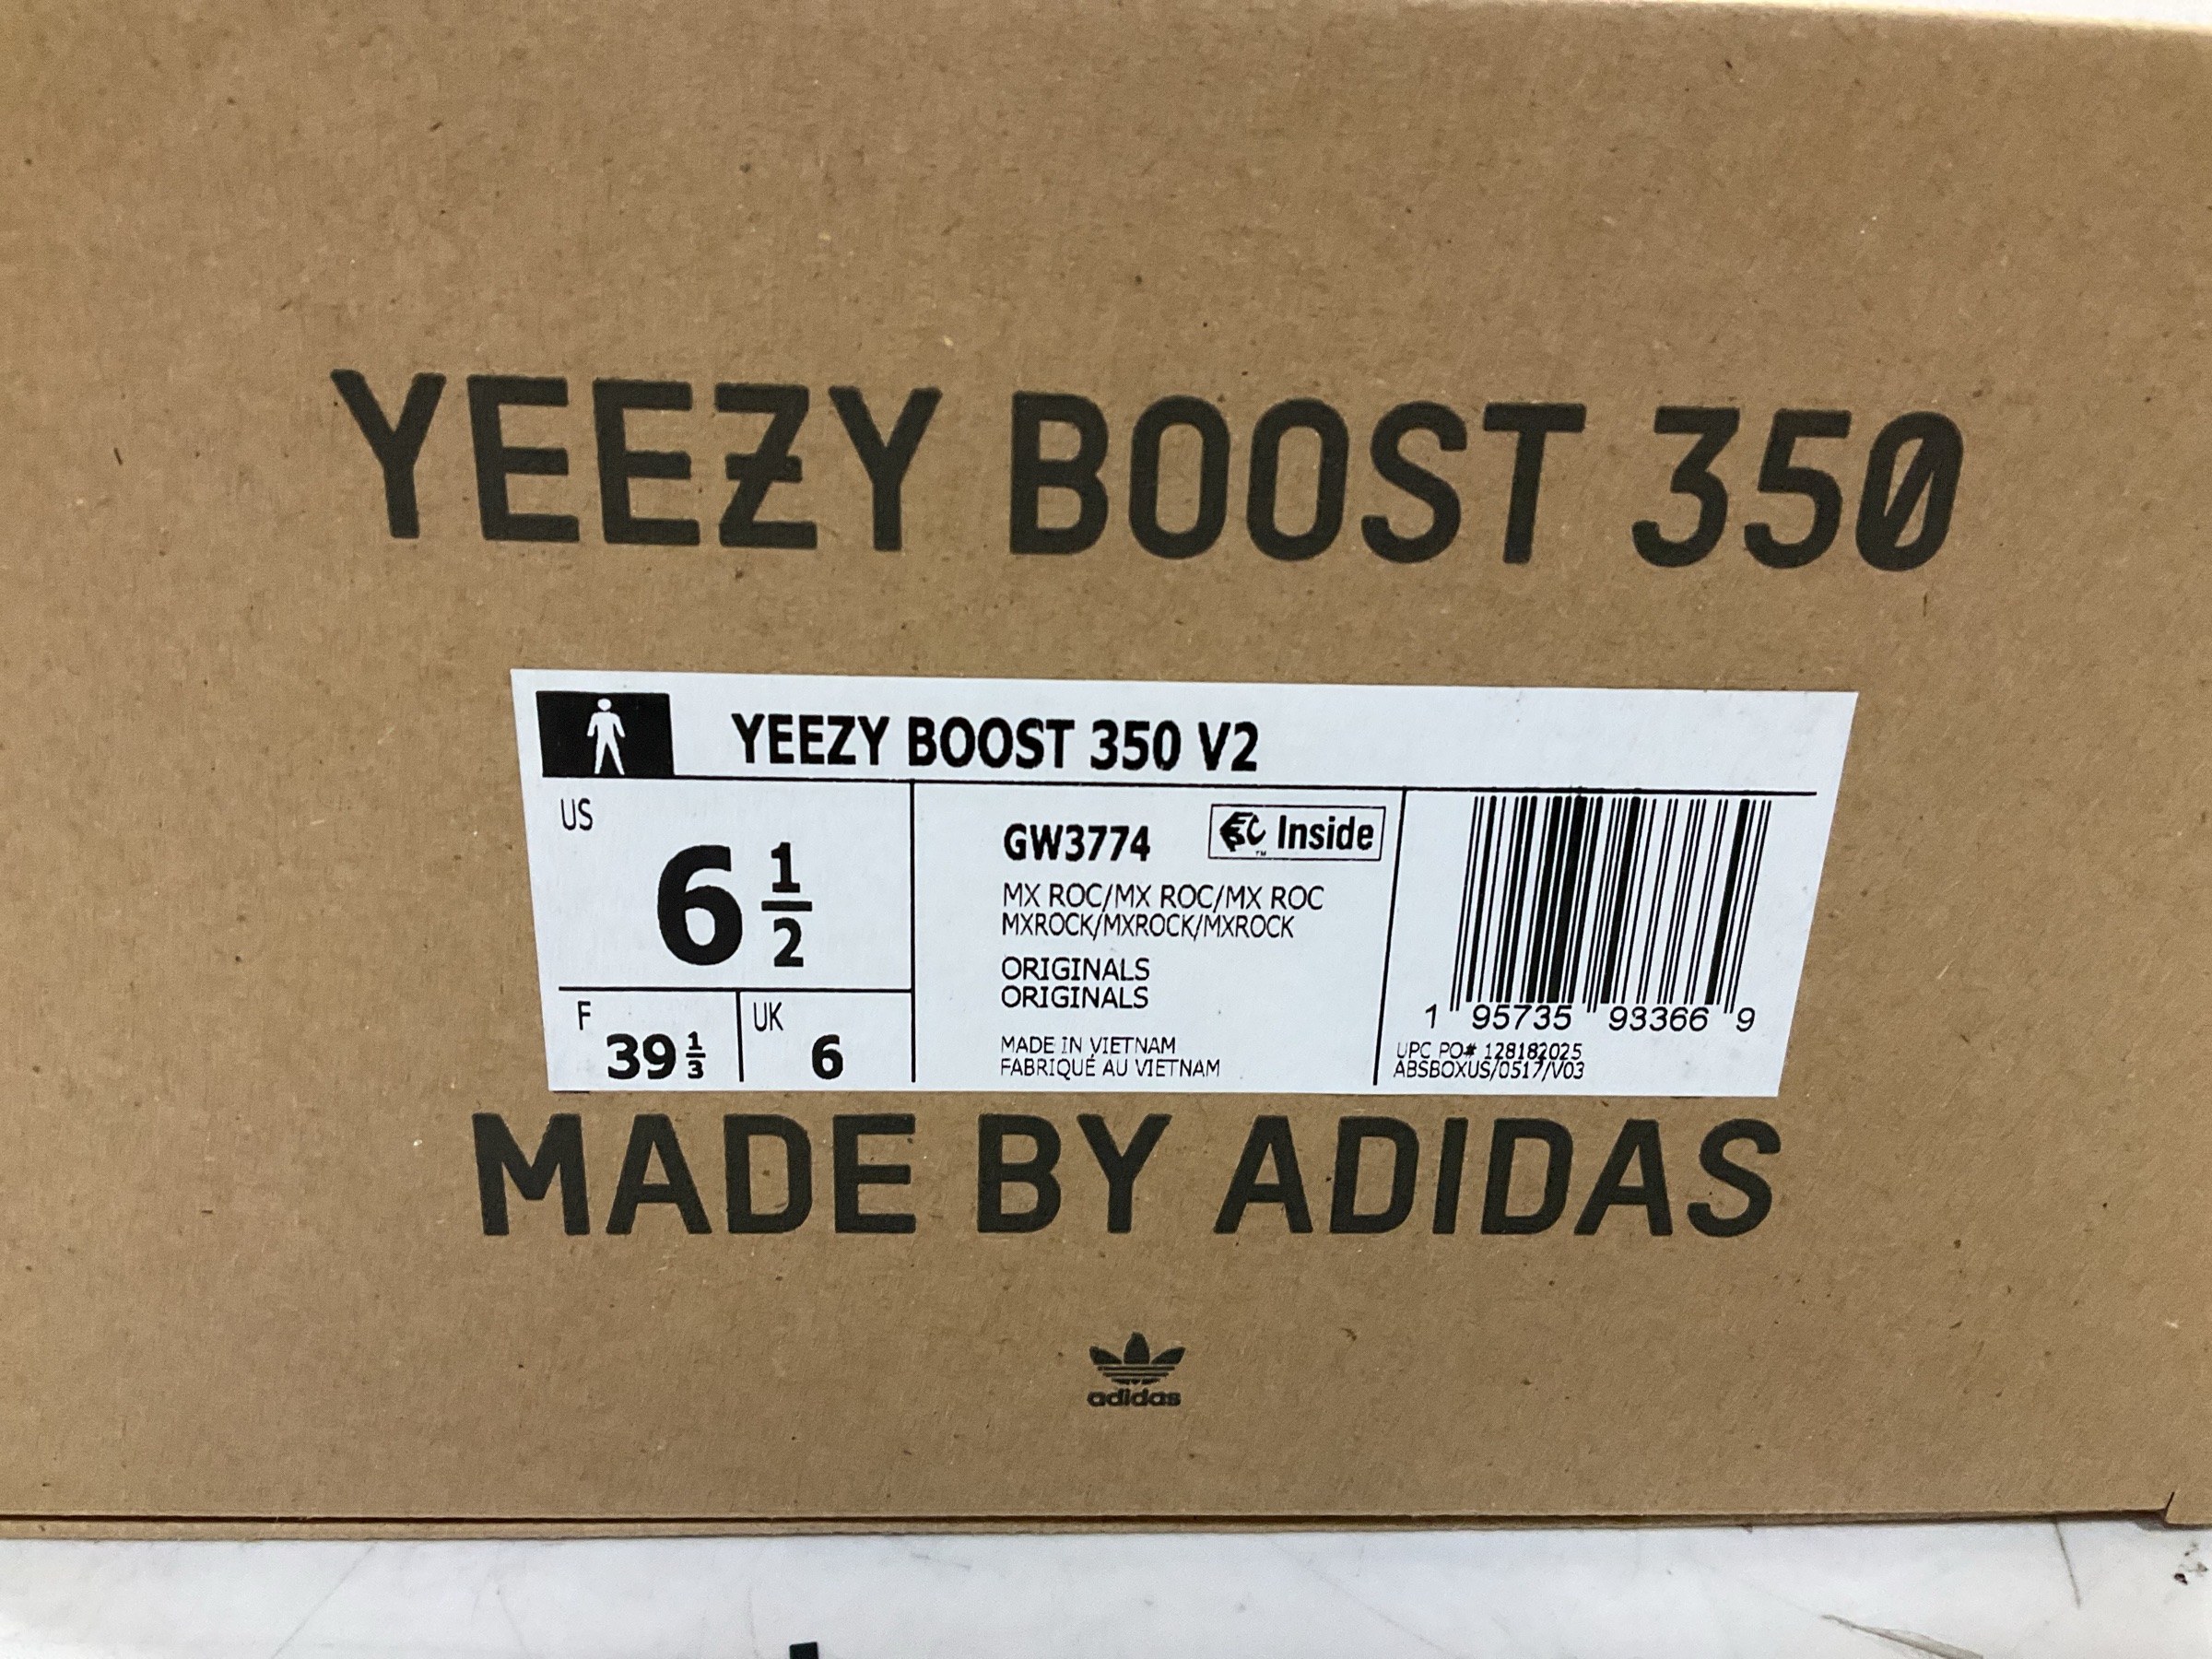 YEEZY BOOST 350
YEEZY BOOST 350 V2
US
6 1/2
F
39 1/3
UK
6
GW3774
Inside
™
MX ROC/MX ROC/MX ROC
MXROCK/MXROCK/MXROCK
ORIGINALS
ORIGINALS
MADE IN VIETNAM
FABRIQUÉ AU VIETNAM
1 95735 93366 9
UPC PO# 128182025
ABSBOXUS/0517/V03
MADE BY ADIDAS
adidas